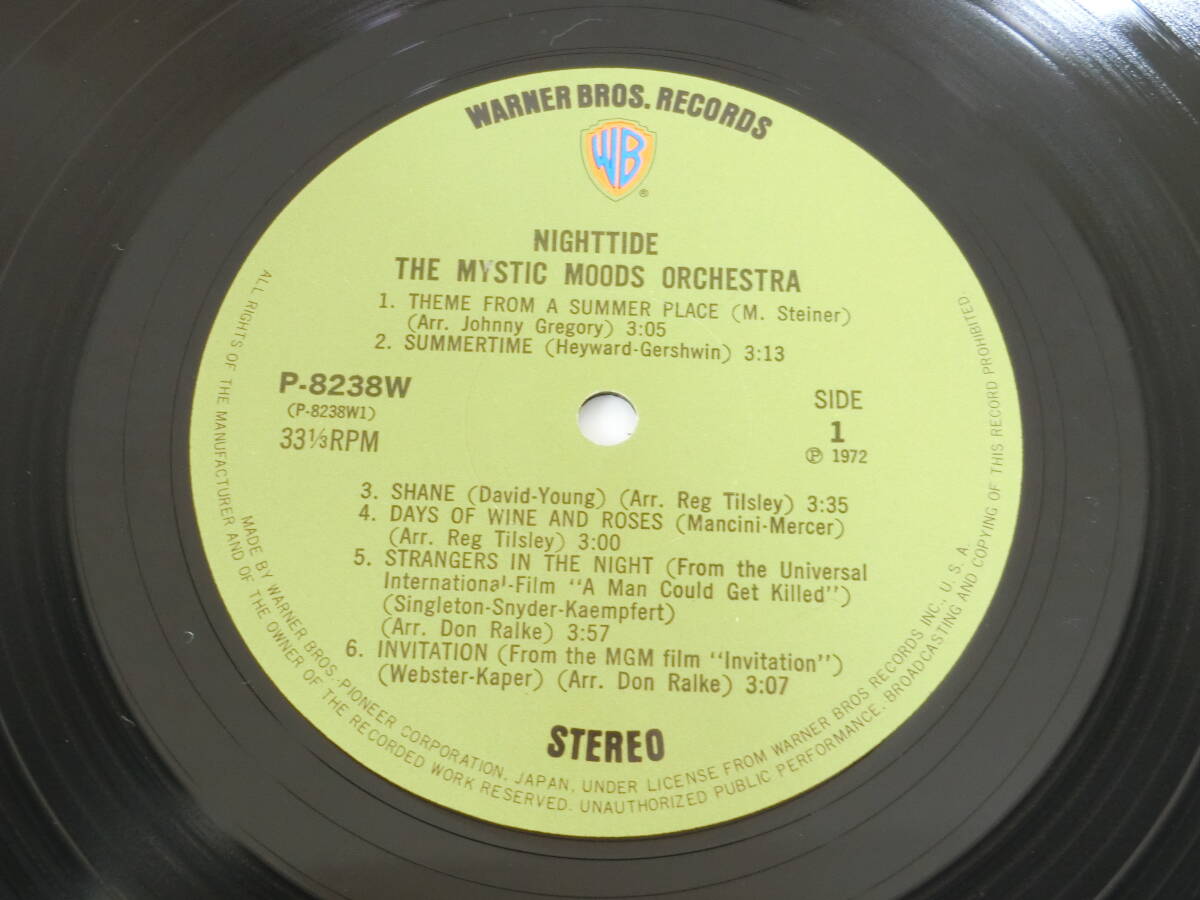 WARNER BROS. RECORDS
WB
®
NIGHTTIDE
THE MYSTIC MOODS ORCHESTRA
1. THEME FROM A SUMMER PLACE (M. Steiner)
(Arr. Johnny Gregory) 3:05
2. SUMMERTIME (Heyward-Gershwin) 3:13
P-8238W
(P-8238W1)
33⅓RPM
SIDE
1
℗ 1972
3. SHANE (David-Young) (Arr. Reg Tilsley) 3:35
4. DAYS OF WINE AND ROSES (Mancini-Mercer)
(Arr. Reg Tilsley) 3:00
5. STRANGERS IN THE NIGHT (From the Universal
International-Film "A Man Could Get Killed")
(Singleton-Snyder-Kaempfert)
(Arr. Don Ralke) 3:57
6. INVITATION (From the MGM film "Invitation")
(Webster-Kaper) (Arr. Don Ralke) 3:07
STEREO
MADE BY WARNER BROS.-PIONEER CORPORATION, JAPAN, UNDER LICENSE FROM WARNER BROS RECORDS INC., U. S. A.
ALL RIGHTS OF THE MANUFACTURER AND OF THE OWNER OF THE RECORDED WORK RESERVED. UNAUTHORIZED PUBLIC PERFORMANCE. BROADCASTING AND COPYING OF THIS RECORD PROHIBITED.